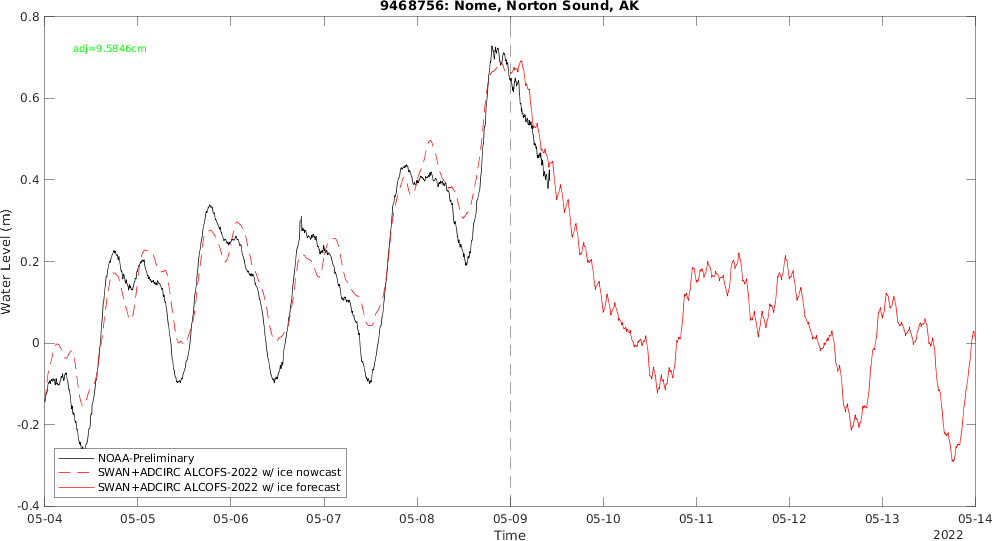 9468756: Nome, Norton Sound, AK
adj=9.5846cm
Water Level (m)
0.8
0.6
0.4
0.2
0
-0.2
-0.4
NOAA-Preliminary
SWAN+ADCIRC ALCOFS-2022 w/ ice nowcast
SWAN+ADCIRC ALCOFS-2022 w/ ice forecast
05-04 05-05 05-06 05-07 05-08 05-09 05-10 05-11 05-12 05-13 05-14
Time
2022